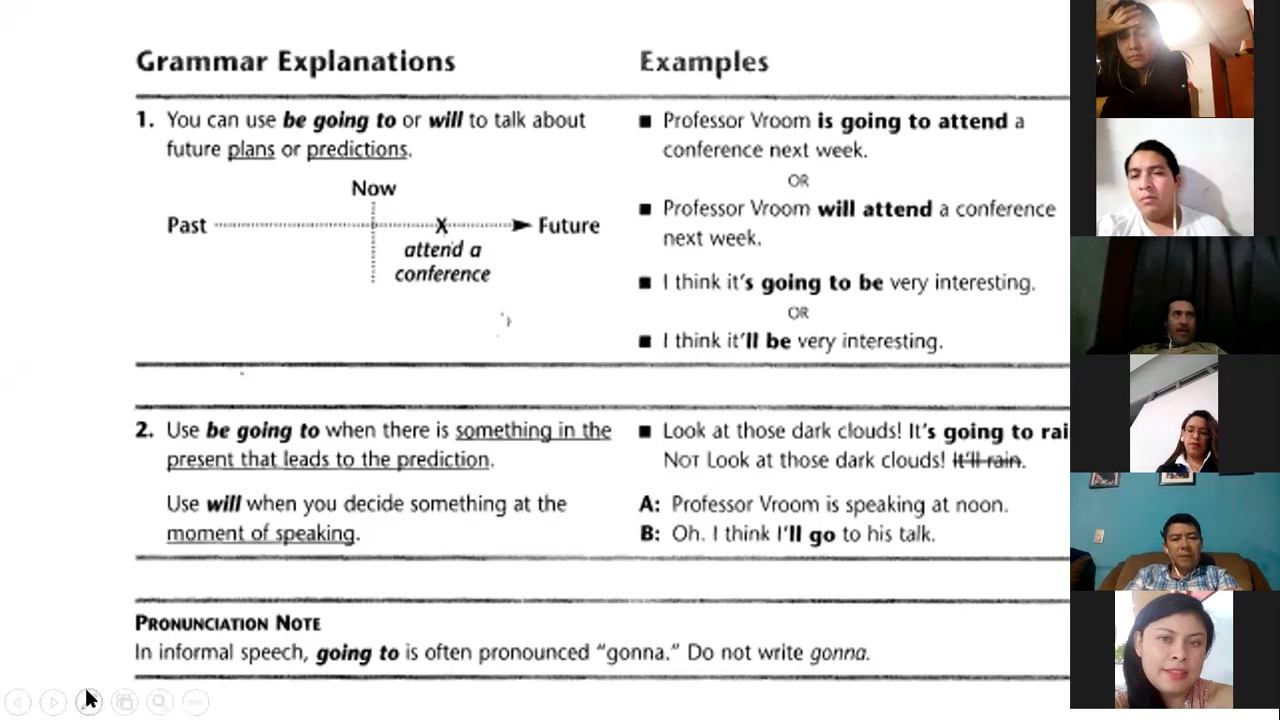 Grammar Explanations
Examples
1. You can use be going to or will to talk about
future plans or predictions.
Now
Past
Future
X
attend a
conference
■ Professor Vroom is going to attend a
conference next week.
OR
■ Professor Vroom will attend a conference
next week.
■ I think it's going to be very interesting.
OR
■ I think it'll be very interesting.
2. Use be going to when there is something in the
present that leads to the prediction.
Use will when you decide something at the
moment of speaking.
■ Look at those dark clouds! It's going to rai
NOT Look at those dark clouds! It'll rain.
A: Professor Vroom is speaking at noon.
B: Oh. I think I'll go to his talk.
PRONUNCIATION NOTE
In informal speech, going to is often pronounced "gonna." Do not write gonna.